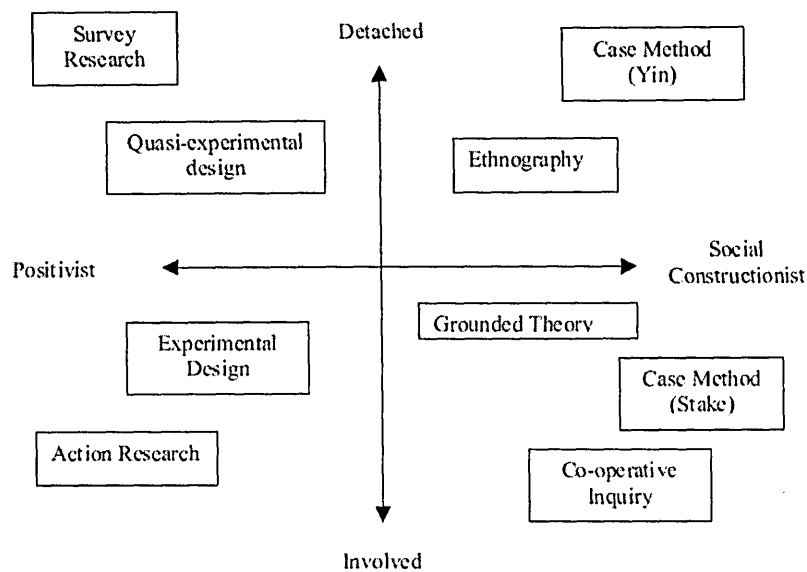 Survey
Research
Detached
Case Method
(Yin)
Quasi-experimental
design
Ethnography
Positivist
Social
Constructionist
Grounded Theory
Experimental
Design
Case Method
(Stake)
Action Research
Co-operative
Inquiry
Involved